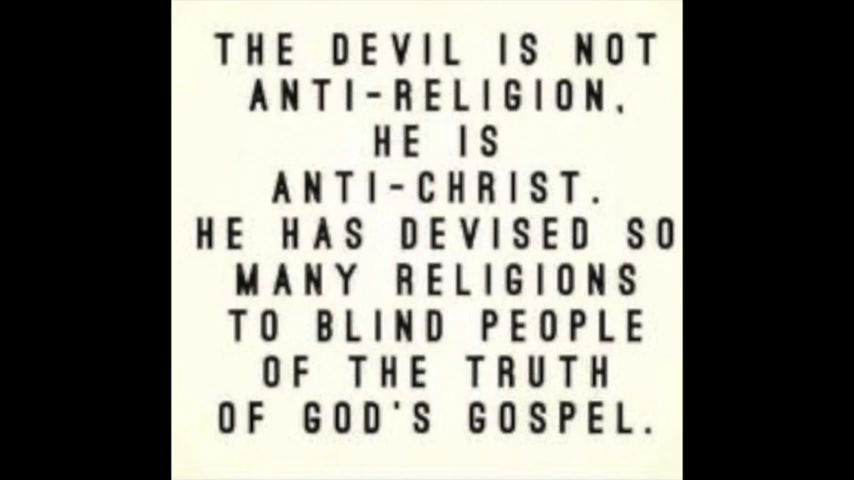 THE DEVIL IS NOT
ANTI-RELIGION.
HE IS
ANTI-CHRIST.
HE HAS DEVISED SO
MANY RELIGIONS
TO BLIND PEOPLE
OF THE TRUTH
OF GOD'S GOSPEL.